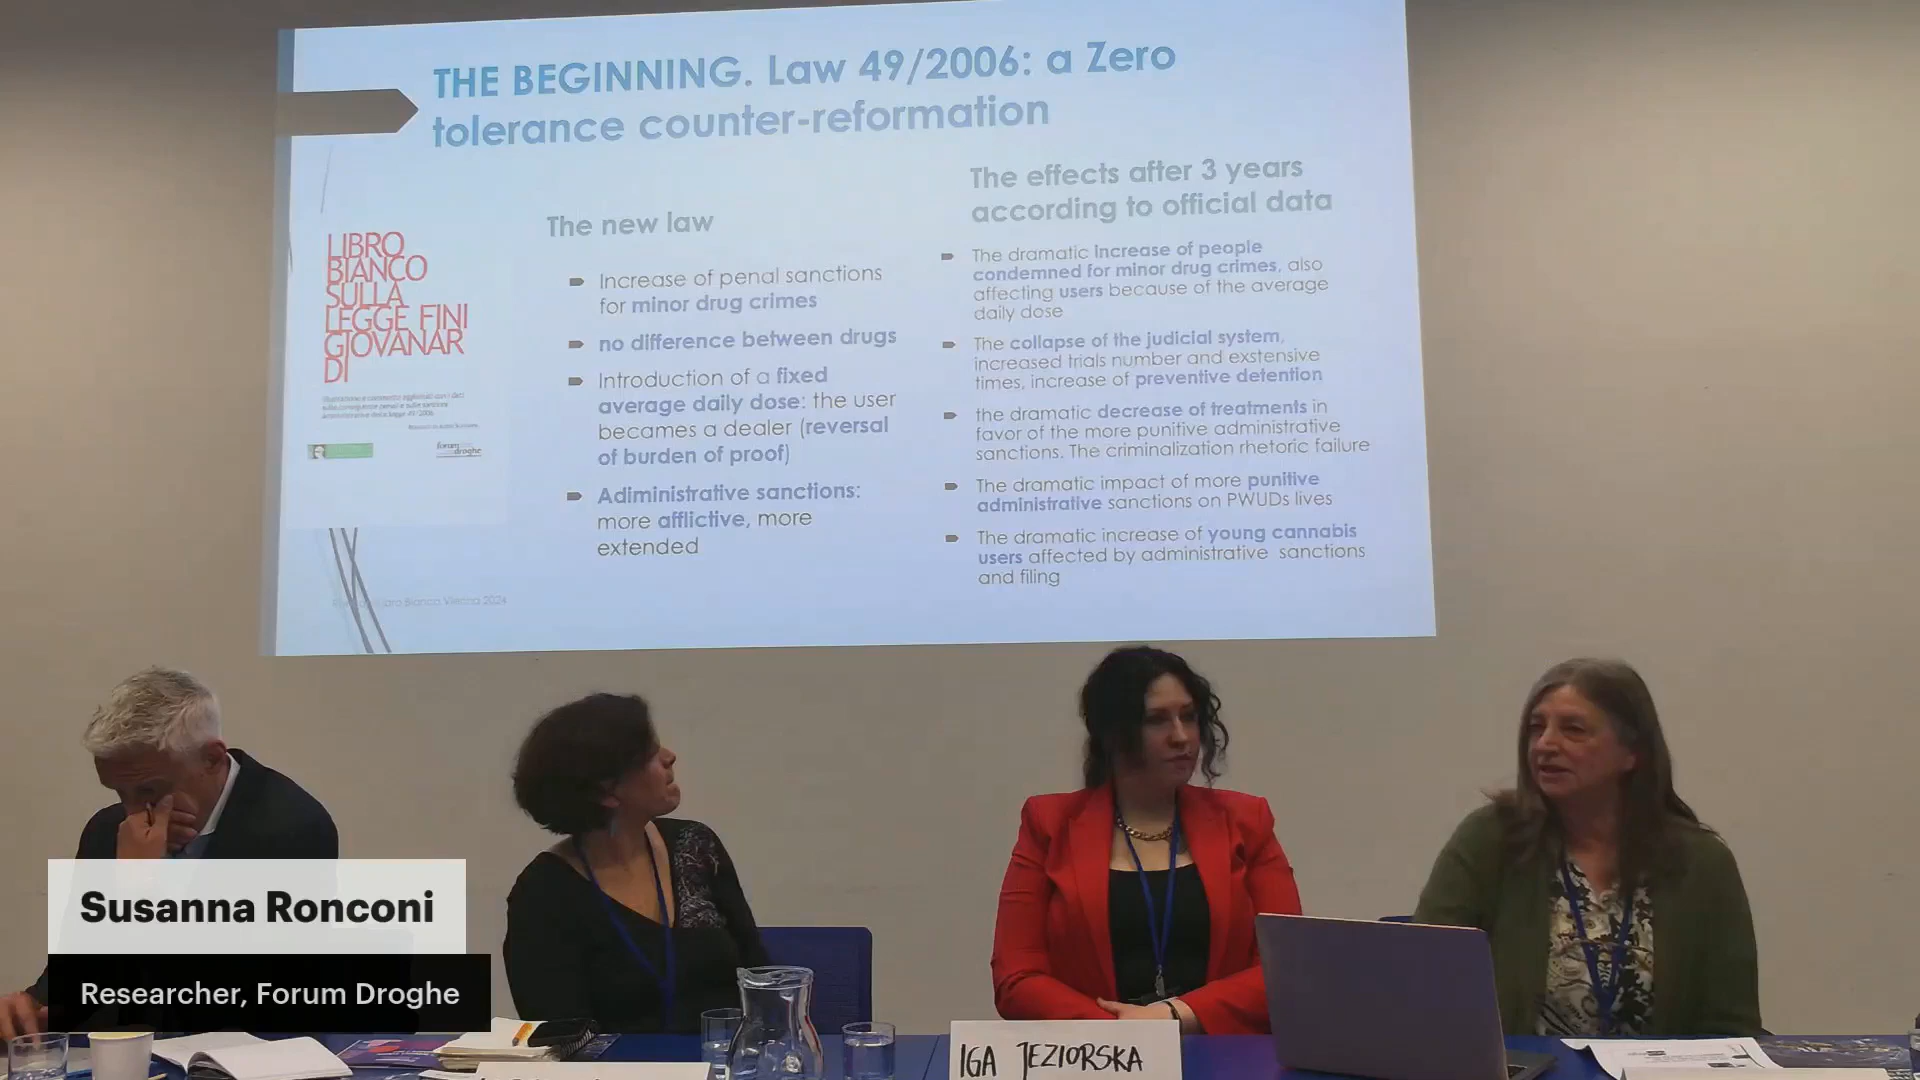 THE BEGINNING. Law 49/2006: a Zero
tolerance counter-reformation
The new law
Increase of penal sanctions
for minor drug crimes
no difference between drugs
Introduction of a fixed
average daily dose: the user
becames a dealer (reversal
of burden of proof)
Adiministrative sanctions:
more afflictive, more
extended
The effects after 3 years
according to official data
The dramatic increase of people
condemned for minor drug crimes, also
affecting users because of the average
daily dose
The collapse of the judicial system,
increased trials number and exstensive
times, increase of preventive detention
the dramatic decrease of treatments in
favor of the more punitive administrative
sanctions. The criminalization rhetoric failure
The dramatic impact of more punitive
administrative sanctions on PWUDs lives
The dramatic increase of young cannabis
users affected by administrative sanctions
and filing
LIBRO
BIANCO
SULLA
LEGGE FINI
GIOVANAR
DI
forum
droghe
Bianco Vienna 2024
Susanna Ronconi
Researcher, Forum Droghe
IGA JEZIORSKA